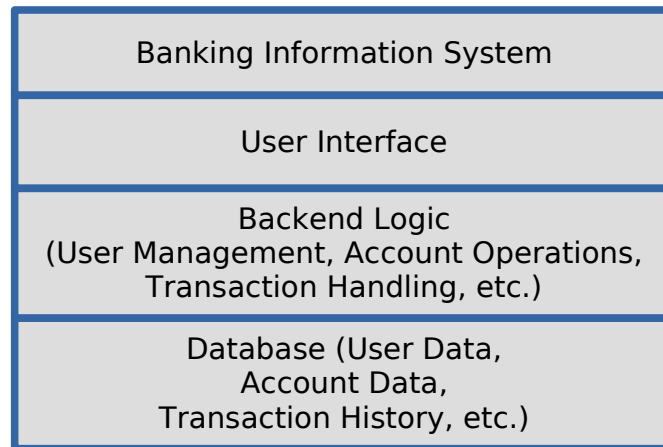 Banking Information System
User Interface
Backend Logic
(User Management, Account Operations,
Transaction Handling, etc.)
Database (User Data,
Account Data,
Transaction History, etc.)